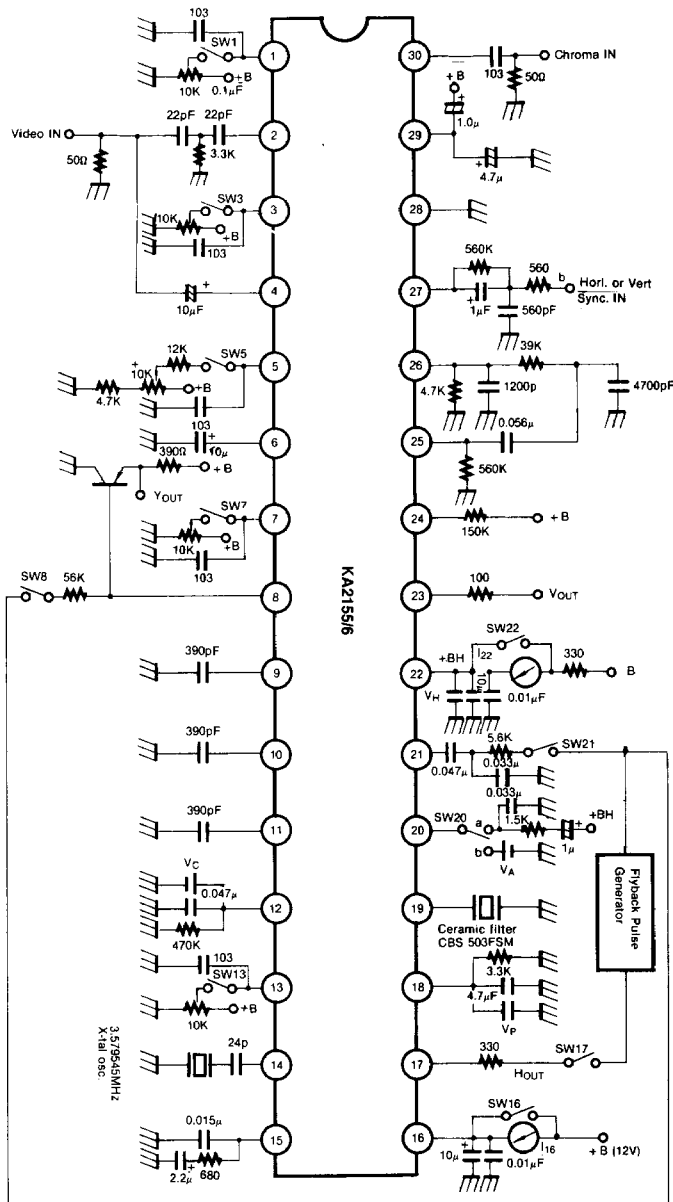 103
SW1
1
10K
+B
0.1μF
Video IN
22pF
22pF
2
50Ω
3.3K
SW3
3
10K
+B
103
4
10μF
+
12K
SW5
5
+
10K
+B
4.7K
103
6
+
10μ
390Ω
+B
YOUT
SW7
7
10K
+B
103
SW8
56K
8
390pF
9
390pF
10
390pF
11
VC
0.047μ
12
470K
103
SW13
13
+B
10K
3.579545MHz
X-tal osc.
24p
14
0.015μ
15
2.2μ
+
680
KA2155/6
30
103
Chroma IN
50Ω
+B
+
1.0μ
29
+
4.7μ
28
560K
560
b
Horl. or Vert
Sync. IN
27
+
1μF
560pF
39K
26
4.7K
1200p
4700pF
0.056μ
25
560K
24
150K
+ B
100
23
VOUT
SW22
+BH
I22
330
22
B
VH
10μ
0.01μF
5.6K
SW21
21
0.047μ
0.033μ
0.033μ
SW20
a
1.5K
+BH
20
+
1μ
b
VA
19
Ceramic filter
CBS 503FSM
3.3K
18
4.7μF
VP
330
SW17
17
HOUT
Flyback Pulse
Generator
SW16
16
+
I16
+ B (12V)
10μ
0.01μF